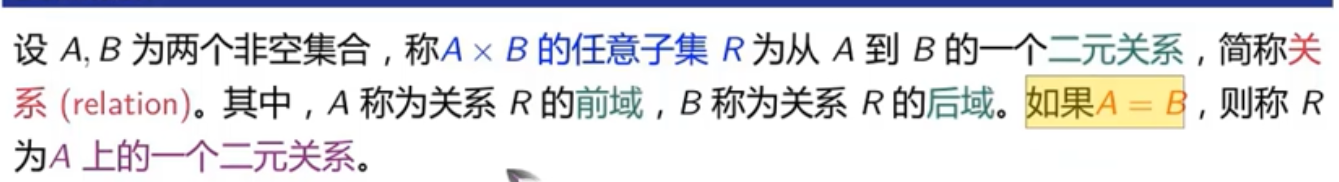 设 A, B 为两个非空集合，称A × B 的任意子集 R 为从 A 到 B 的一个二元关系，简称关
系 (relation)。其中，A 称为关系 R 的前域，B 称为关系 R 的后域。如果A = B，则称 R
为A 上的一个二元关系。